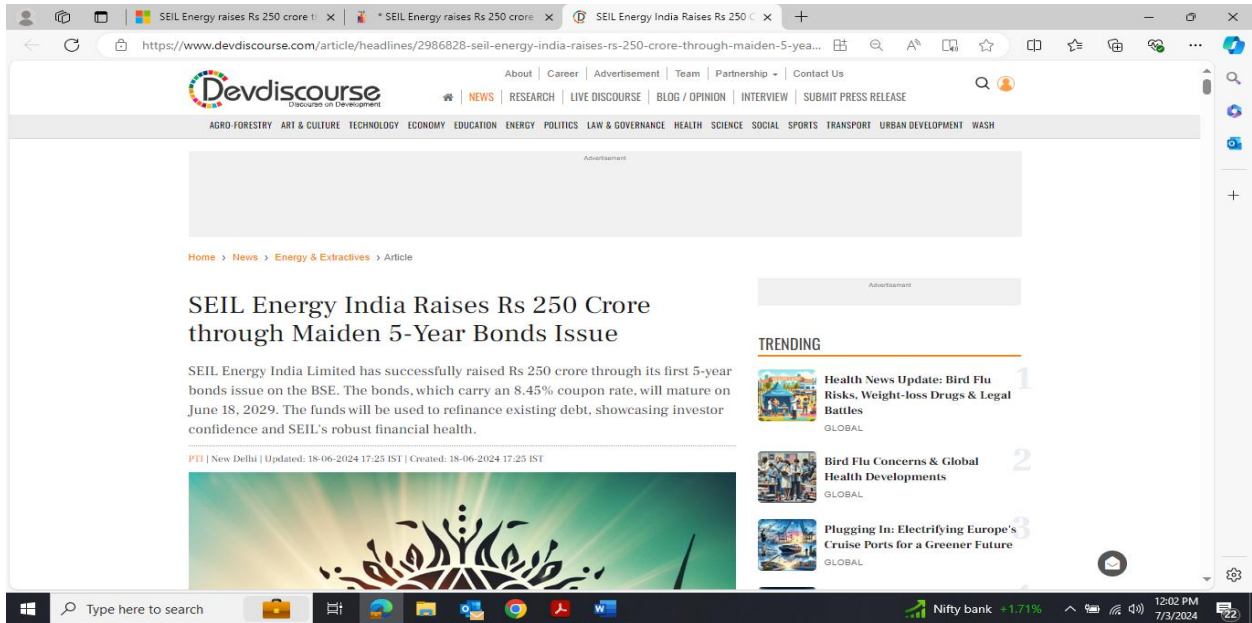 SEIL Energy raises Rs 250 crore t
* SEIL Energy raises Rs 250 crore
SEIL Energy India Raises Rs 250 C
https://www.devdiscourse.com/article/headlines/2986828-seil-energy-india-raises-rs-250-crore-through-maiden-5-yea...
About | Career | Advertisement | Team | Partnership | Contact Us
Devdiscourse
Discourse on Development
NEWS | RESEARCH | LIVE DISCOURSE | BLOG / OPINION | INTERVIEW | SUBMIT PRESS RELEASE
AGRO-FORESTRY ART & CULTURE TECHNOLOGY ECONOMY EDUCATION ENERGY POLITICS LAW & GOVERNANCE HEALTH SCIENCE SOCIAL SPORTS TRANSPORT URBAN DEVELOPMENT WASH
Advertisement
Home > News > Energy & Extractives > Article
SEIL Energy India Raises Rs 250 Crore
through Maiden 5-Year Bonds Issue
SEIL Energy India Limited has successfully raised Rs 250 crore through its first 5-year
bonds issue on the BSE. The bonds, which carry an 8.45% coupon rate, will mature on
June 18, 2029. The funds will be used to refinance existing debt, showcasing investor
confidence and SEIL's robust financial health.
PTI | New Delhi | Updated: 18-06-2024 17:25 IST | Created: 18-06-2024 17:25 IST
Advertisement
TRENDING
Health News Update: Bird Flu
Risks, Weight-loss Drugs & Legal
Battles
GLOBAL
1
Bird Flu Concerns & Global
Health Developments
GLOBAL
2
Plugging In: Electrifying Europe's
Cruise Ports for a Greener Future
GLOBAL
3
Type here to search
Nifty bank +1.71%
12:02 PM
7/3/2024
22